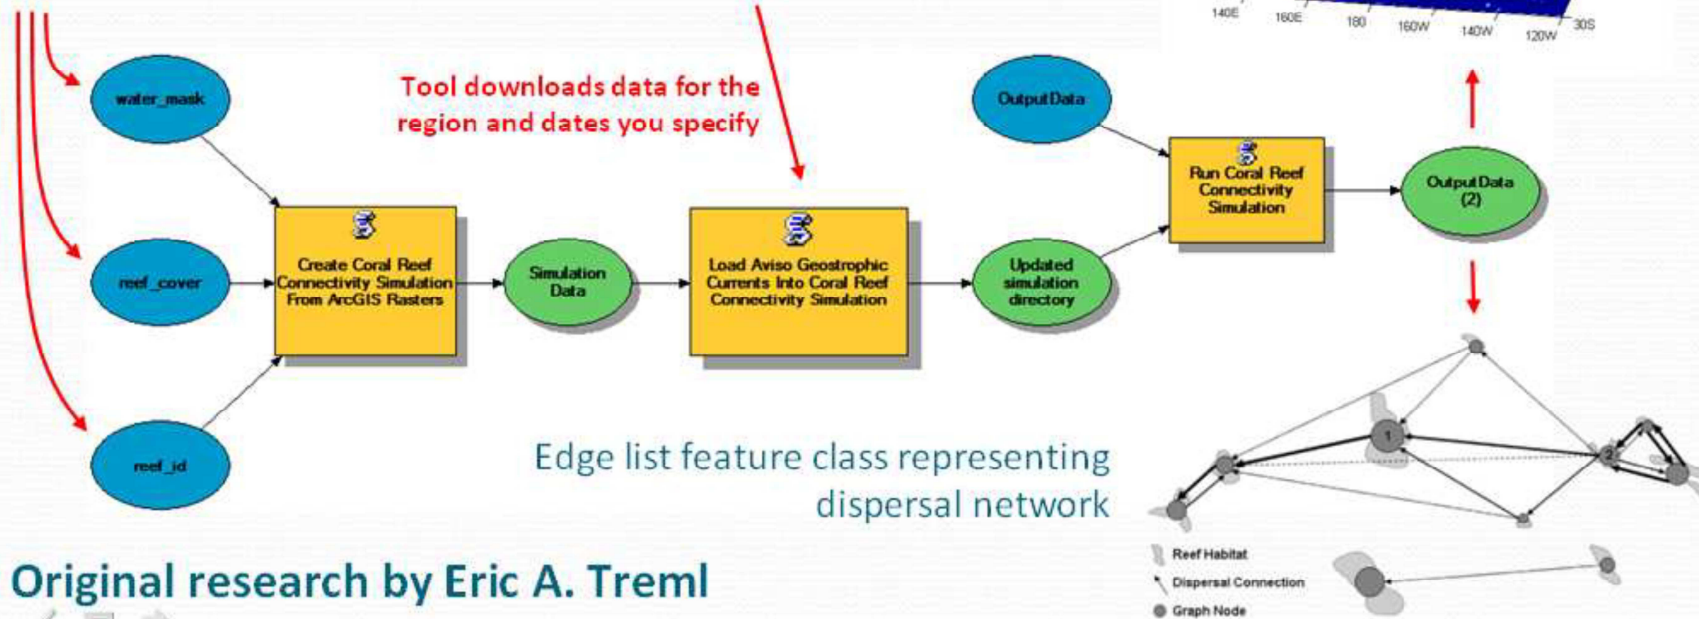 140E
160E
180
160W
140W
120W
30S
water_mask
Tool downloads data for the
region and dates you specify
OutputData
Run Coral Reef
Connectivity
Simulation
OutputData
(2)
reef_cover
Create Coral Reef
Connectivity Simulation
From ArcGIS Rasters
Simulation
Data
Load Aviso Geostrophic
Currents Into Coral Reef
Connectivity Simulation
Updated
simulation
directory
reef_id
1
2
Edge list feature class representing
dispersal network
Reef Habitat
Dispersal Connection
Graph Node
Original research by Eric A. Treml